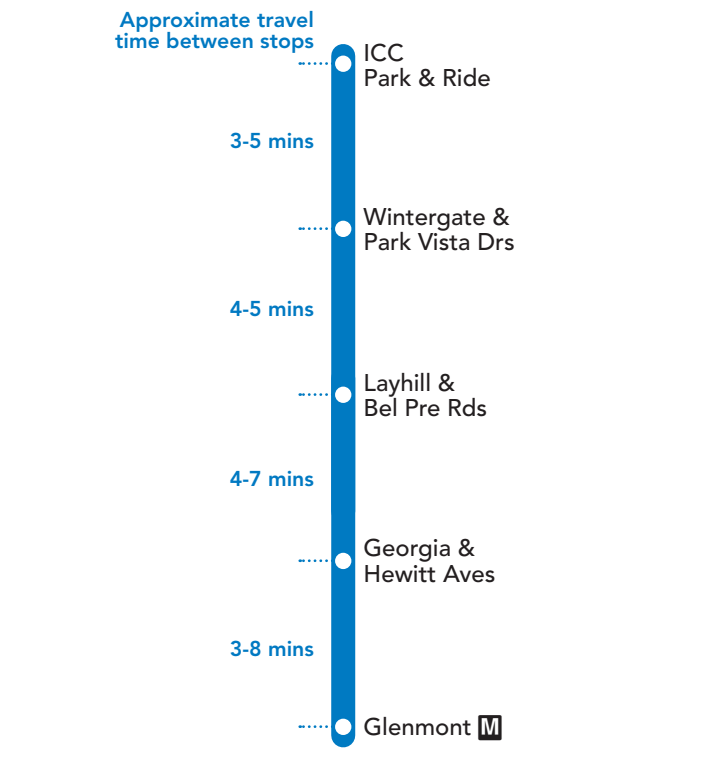 Approximate travel
time between stops
ICC
Park & Ride
3-5 mins
Wintergate &
Park Vista Drs
4-5 mins
Layhill &
Bel Pre Rds
4-7 mins
Georgia &
Hewitt Aves
3-8 mins
Glenmont M